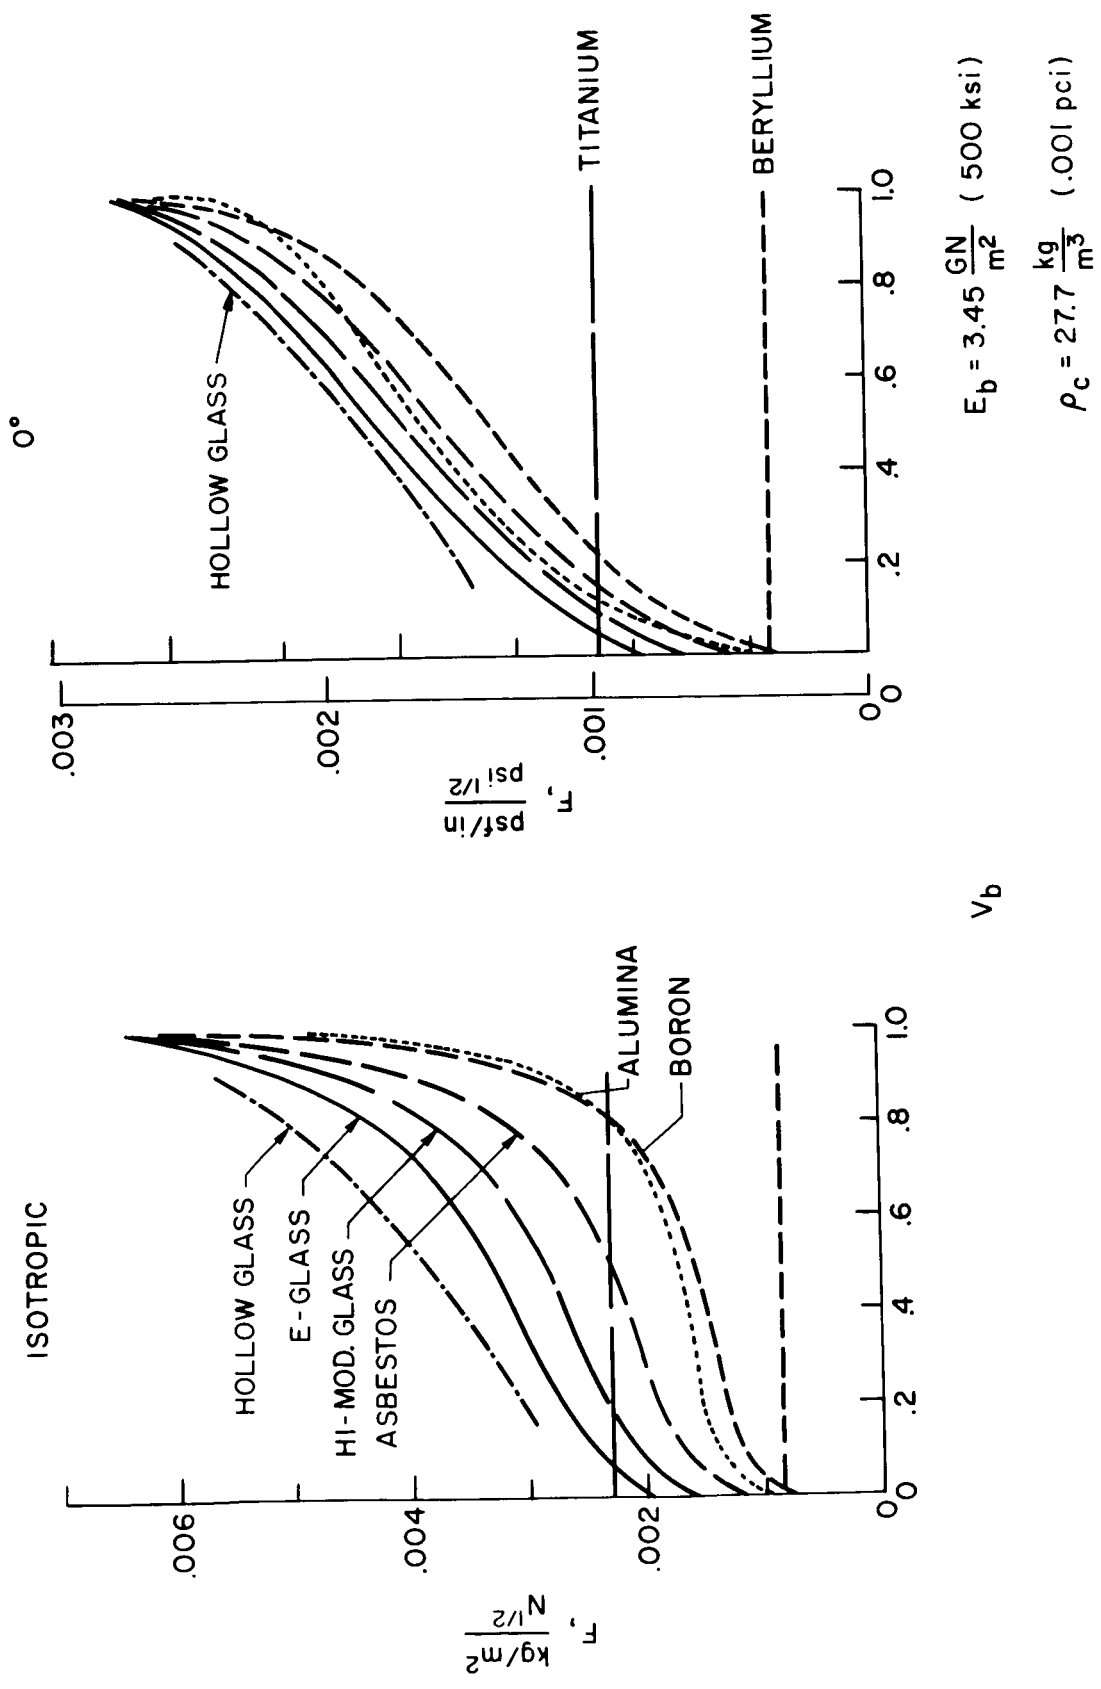 ISOTROPIC
0°
F, kg/m² / N^1/2
.006
.004
.002
0
HOLLOW GLASS
E-GLASS
HI-MOD. GLASS
ASBESTOS
ALUMINA
BORON
0 .2 .4 .6 .8 1.0
F, psf/in / psi^1/2
.003
.002
.001
0
HOLLOW GLASS
TITANIUM
BERYLLIUM
0 .2 .4 .6 .8 1.0
V_b
E_b = 3.45 GN/m² (500 ksi)
ρ_c = 27.7 kg/m³ (.001 pci)